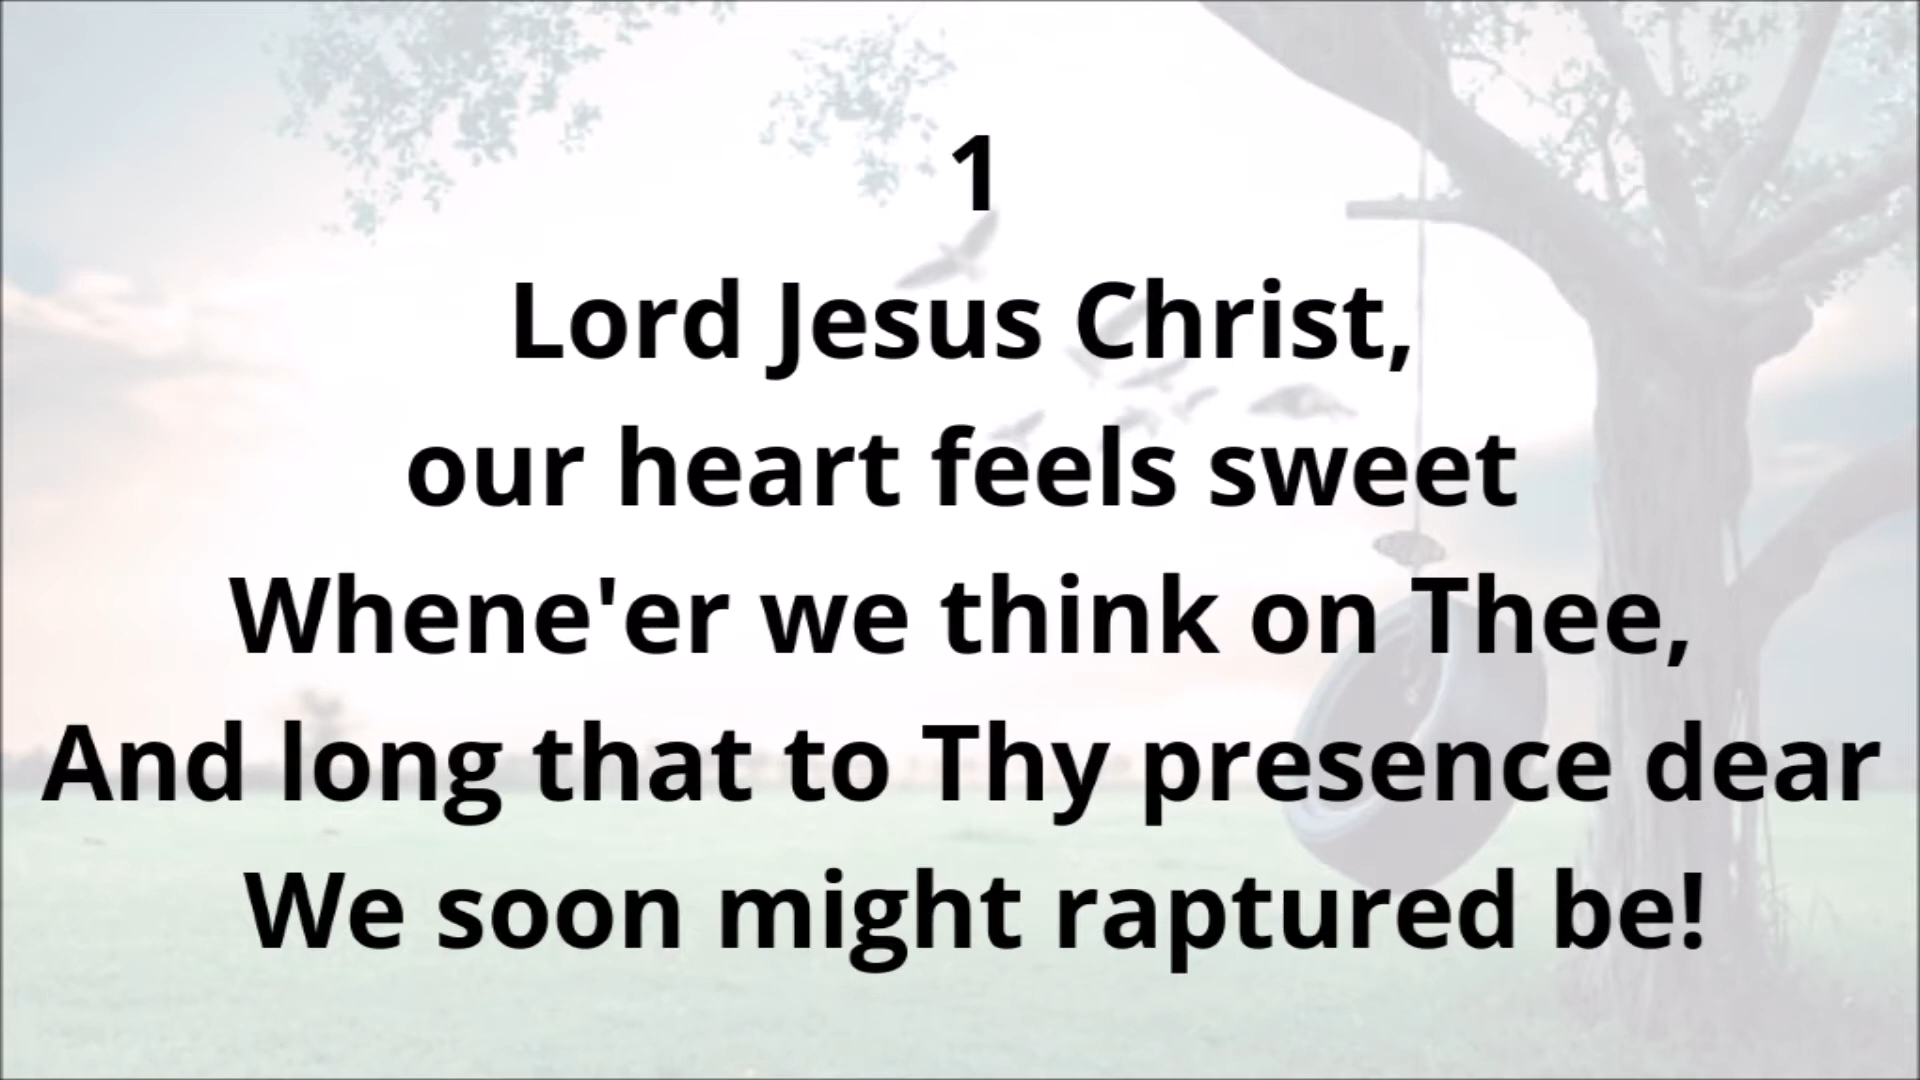 1
Lord Jesus Christ,
our heart feels sweet
Whene'er we think on Thee,
And long that to Thy presence dear
We soon might raptured be!